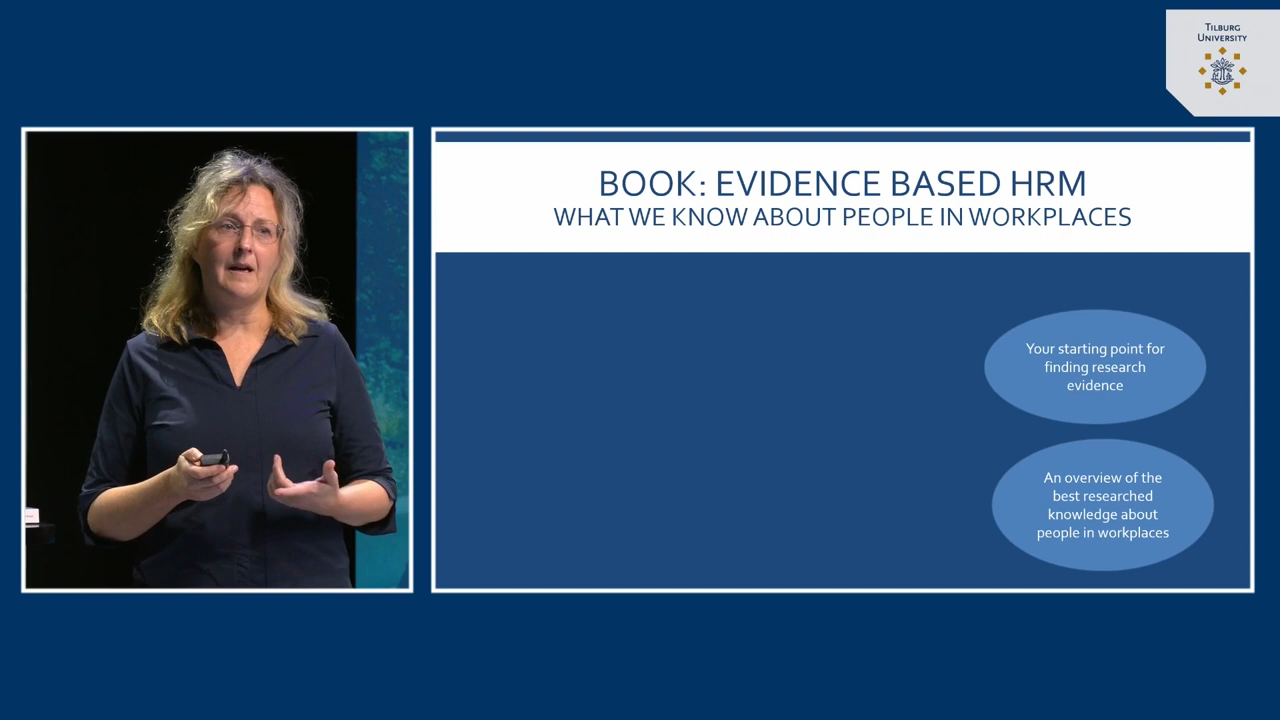 TILBURG
UNIVERSITY
BOOK: EVIDENCE BASED HRM
WHAT WE KNOW ABOUT PEOPLE IN WORKPLACES
Your starting point for
finding research
evidence
An overview of the
best researched
knowledge about
people in workplaces